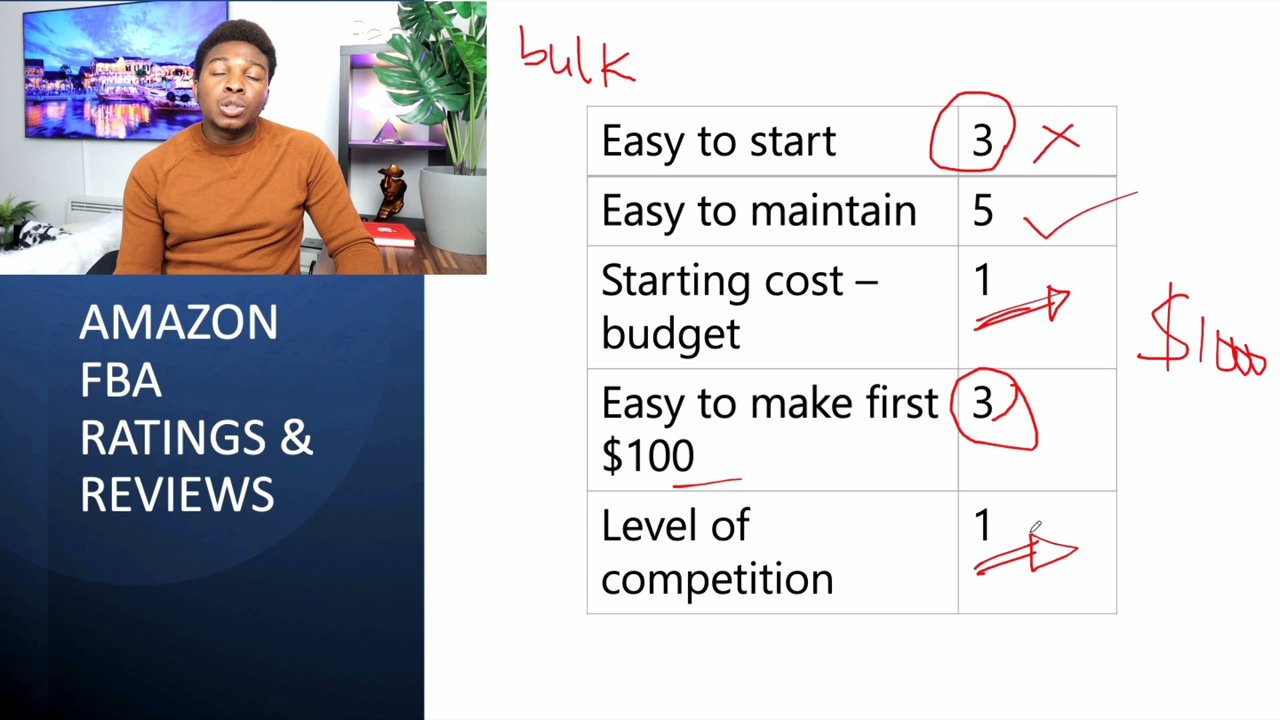 bulk
Easy to start 3
Easy to maintain 5
Starting cost – 1
budget
$1000
Easy to make first 3
$100
Level of 1
competition
AMAZON
FBA
RATINGS &
REVIEWS